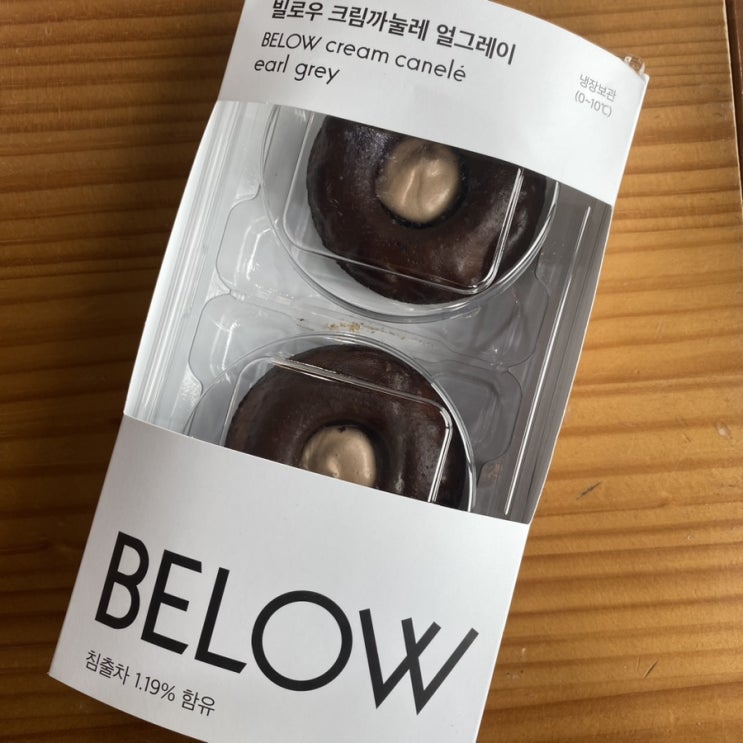 빌로우 크림까눌레 얼그레이
BELOW cream canelé
earl grey
냉장보관
(0~10℃)
BELOW
침출차 1.19% 함유